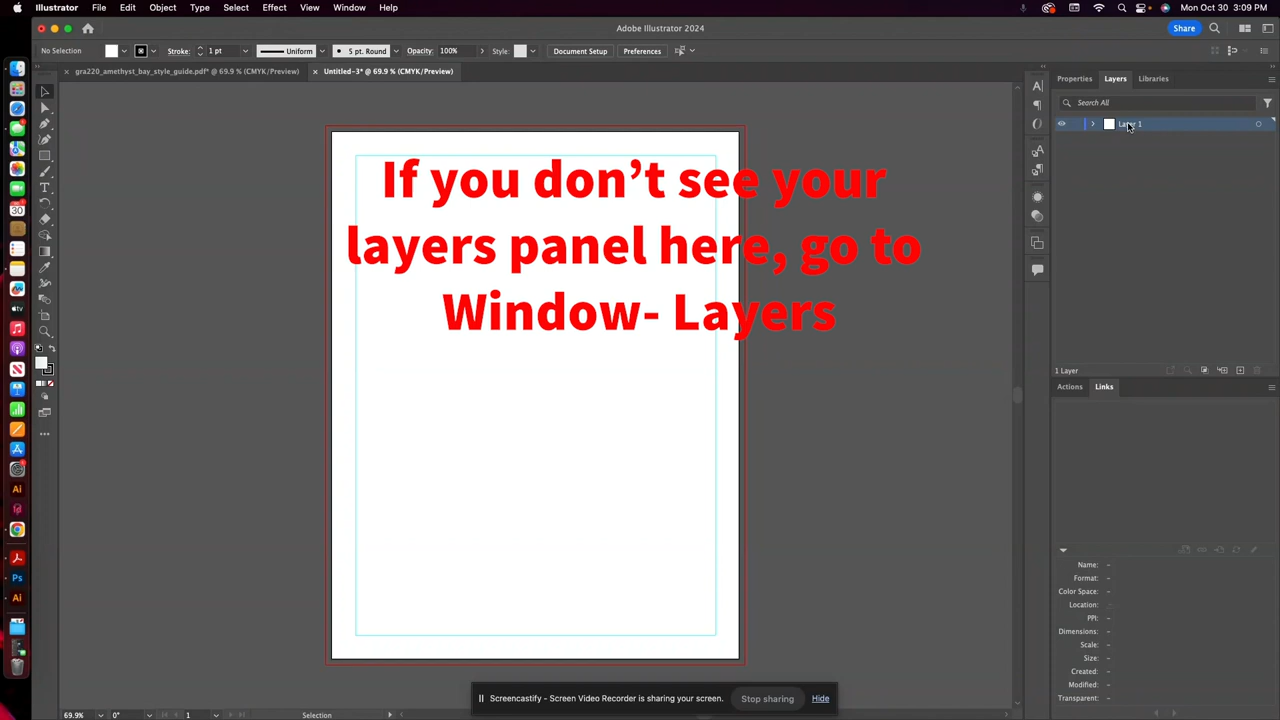 Illustrator File Edit Object Type Select Effect View Window Help
Mon Oct 30 3:09 PM
Adobe Illustrator 2024
Share
No Selection
Stroke: 1 pt
Uniform
5 pt. Round
Opacity: 100%
Style:
Document Setup
Preferences
× gra220_amethyst_bay_style_guide.pdf* @ 69.9 % (CMYK/Preview)
× Untitled-3* @ 69.9 % (CMYK/Preview)
Properties Layers Libraries
Search All
Layer 1
If you don’t see your
layers panel here, go to
Window- Layers
1 Layer
Actions Links
Name: –
Format: –
Color Space: –
Location: –
PPI: –
Dimensions: –
Scale: –
Size: –
Created: –
Modified: –
Transparent: –
Screencastify - Screen Video Recorder is sharing your screen.
Stop sharing
Hide
69.9% 0° 1 Selection